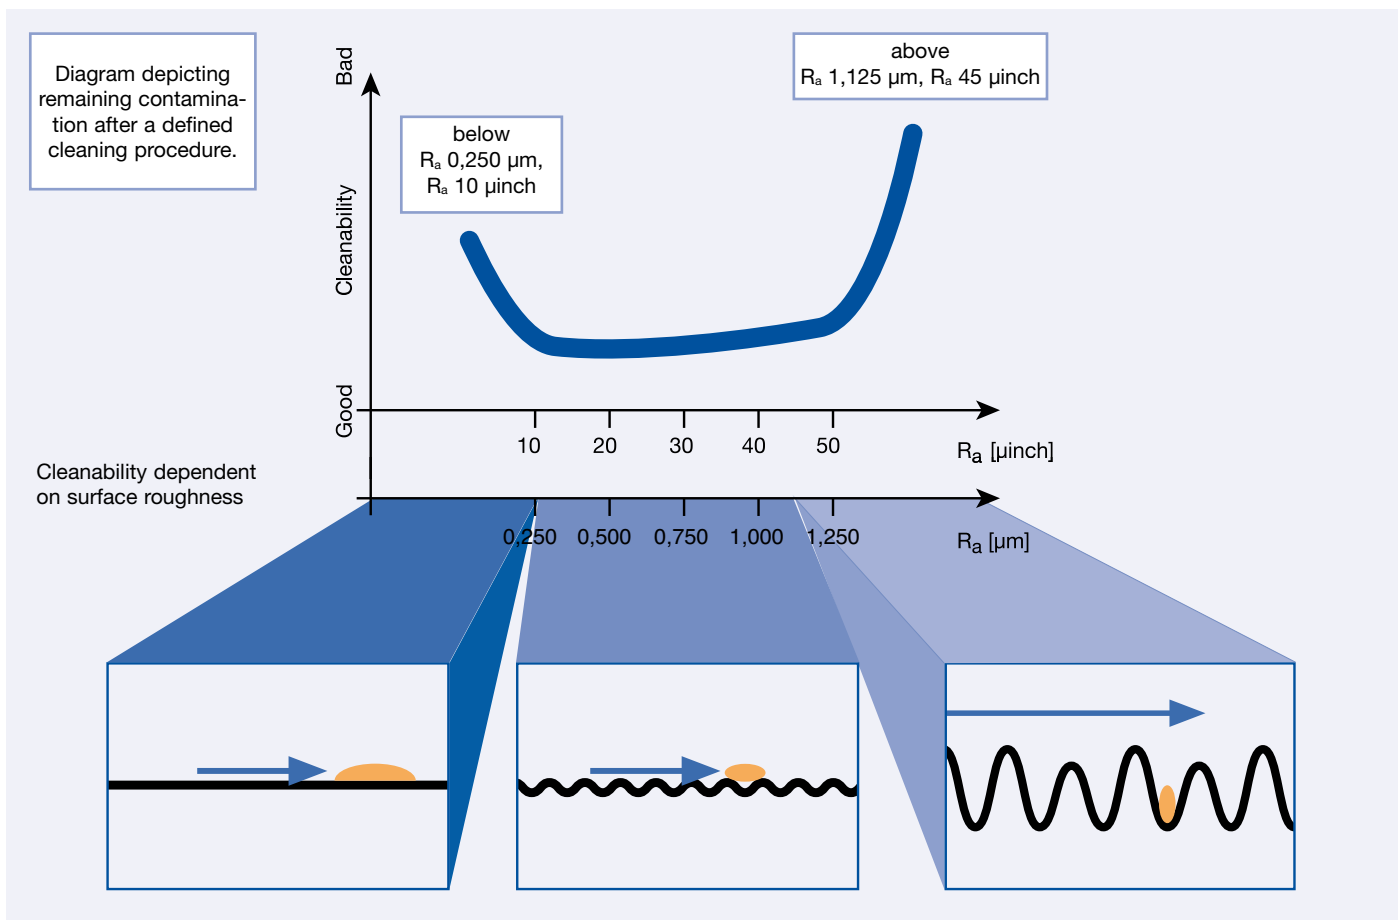 Diagram depicting
remaining contamina-
tion after a defined
cleaning procedure.
Bad
Cleanability
Good
below
Ra 0,250 µm,
Ra 10 µinch
above
Ra 1,125 µm, Ra 45 µinch
10 20 30 40 50
Ra [µinch]
Cleanability dependent
on surface roughness
0,250 0,500 0,750 1,000 1,250
Ra [µm]